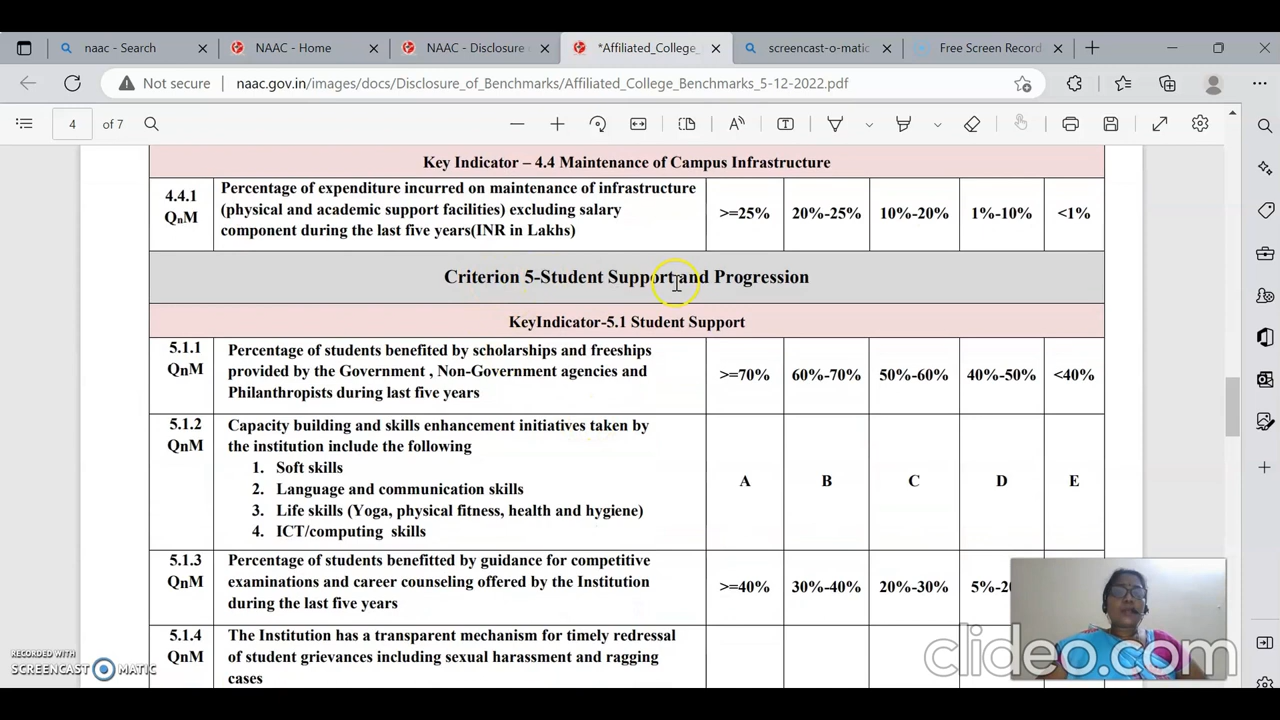 naac - Search
NAAC - Home
NAAC - Disclosure
*Affiliated_College_
screencast-o-matic
Free Screen Record
Not secure
naac.gov.in/images/docs/Disclosure_of_Benchmarks/Affiliated_College_Benchmarks_5-12-2022.pdf
4 of 7
Key Indicator – 4.4 Maintenance of Campus Infrastructure
4.4.1
QnM
Percentage of expenditure incurred on maintenance of infrastructure
(physical and academic support facilities) excluding salary
component during the last five years(INR in Lakhs)
>=25% 20%-25% 10%-20% 1%-10% <1%
Criterion 5-Student Support and Progression
KeyIndicator-5.1 Student Support
5.1.1
QnM
Percentage of students benefited by scholarships and freeships
provided by the Government , Non-Government agencies and
Philanthropists during last five years
>=70% 60%-70% 50%-60% 40%-50% <40%
5.1.2
QnM
Capacity building and skills enhancement initiatives taken by
the institution include the following
1. Soft skills
2. Language and communication skills
3. Life skills (Yoga, physical fitness, health and hygiene)
4. ICT/computing skills
A B C D E
5.1.3
QnM
Percentage of students benefitted by guidance for competitive
examinations and career counseling offered by the Institution
during the last five years
>=40% 30%-40% 20%-30%
5.1.4
QnM
The Institution has a transparent mechanism for timely redressal
of student grievances including sexual harassment and ragging
cases
RECORDED WITH
SCREENCAST MATIC
clideo.com